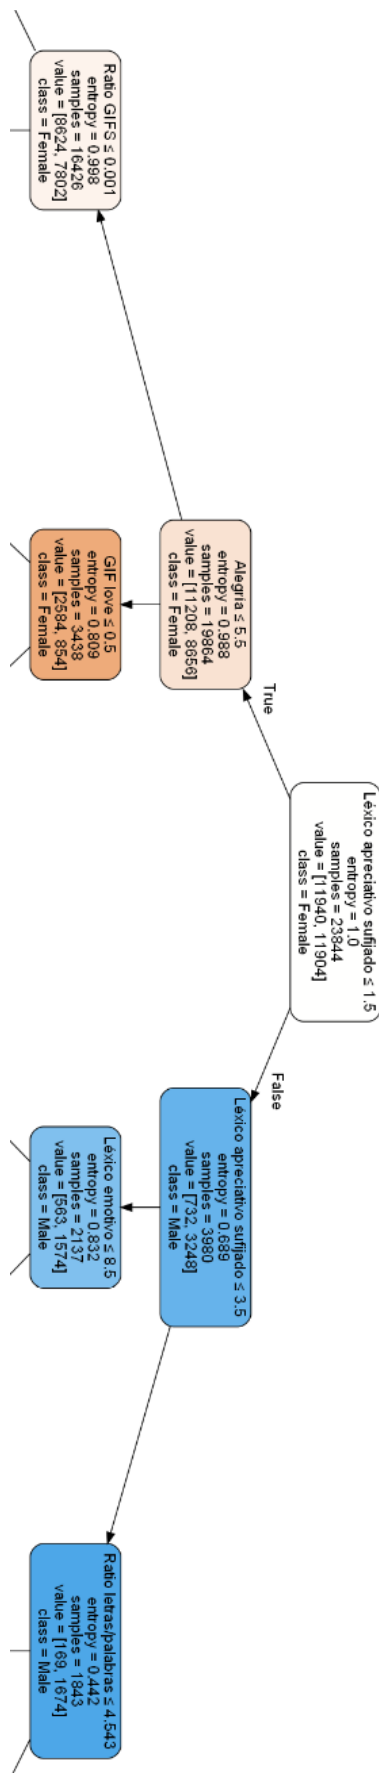 Léxico apreciativo sufijado ≤ 1.5
entropy = 1.0
samples = 23844
value = [11940, 11904]
class = Female
True
False
Alegría ≤ 5.5
entropy = 0.988
samples = 19864
value = [11208, 8656]
class = Female
Léxico apreciativo sufijado ≤ 3.5
entropy = 0.689
samples = 3980
value = [732, 3248]
class = Male
Ratio GIFS ≤ 0.001
entropy = 0.998
samples = 16426
value = [8624, 7802]
class = Female
GIF love ≤ 0.5
entropy = 0.809
samples = 3438
value = [2584, 854]
class = Female
Léxico emotivo ≤ 8.5
entropy = 0.832
samples = 2137
value = [563, 1574]
class = Male
Ratio letras/palabras ≤ 4.543
entropy = 0.442
samples = 1843
value = [169, 1674]
class = Male